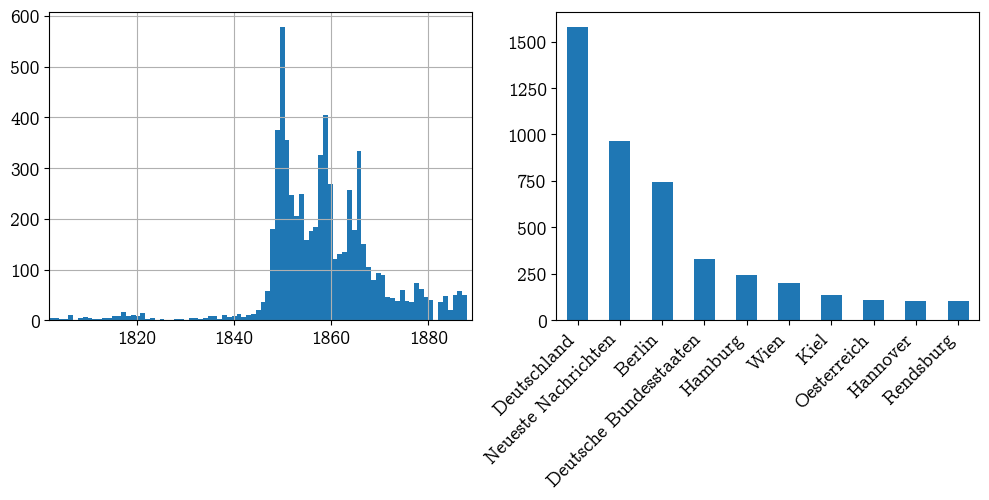 600
500
400
300
200
100
0
1820
1840
1860
1880
1500
1250
1000
750
500
250
0
Deutschland
Neueste Nachrichten
Berlin
Deutsche Bundesstaaten
Hamburg
Wien
Kiel
Oesterreich
Hannover
Rendsburg